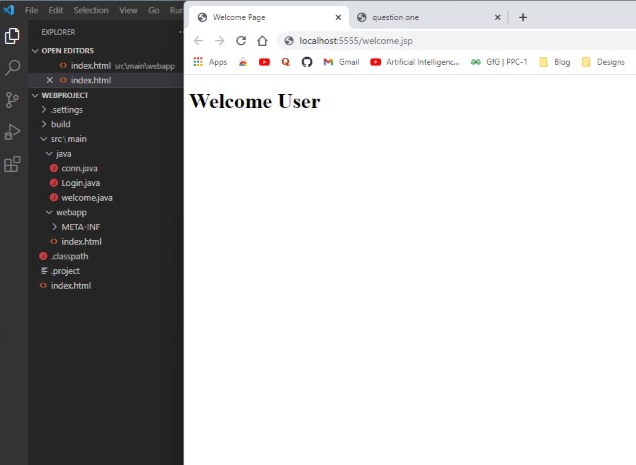 File Edit Selection View Go Run
EXPLORER
OPEN EDITORS
index.html src\main\webapp
index.html
WEBPROJECT
.settings
build
src\main
java
conn.java
Login.java
welcome.java
webapp
META-INF
index.html
.classpath
.project
index.html
Welcome Page
question one
localhost:5555/welcome.jsp
Apps
Gmail
Artificial Intelligenc...
GfG | PPC-1
Blog
Designs
Welcome User